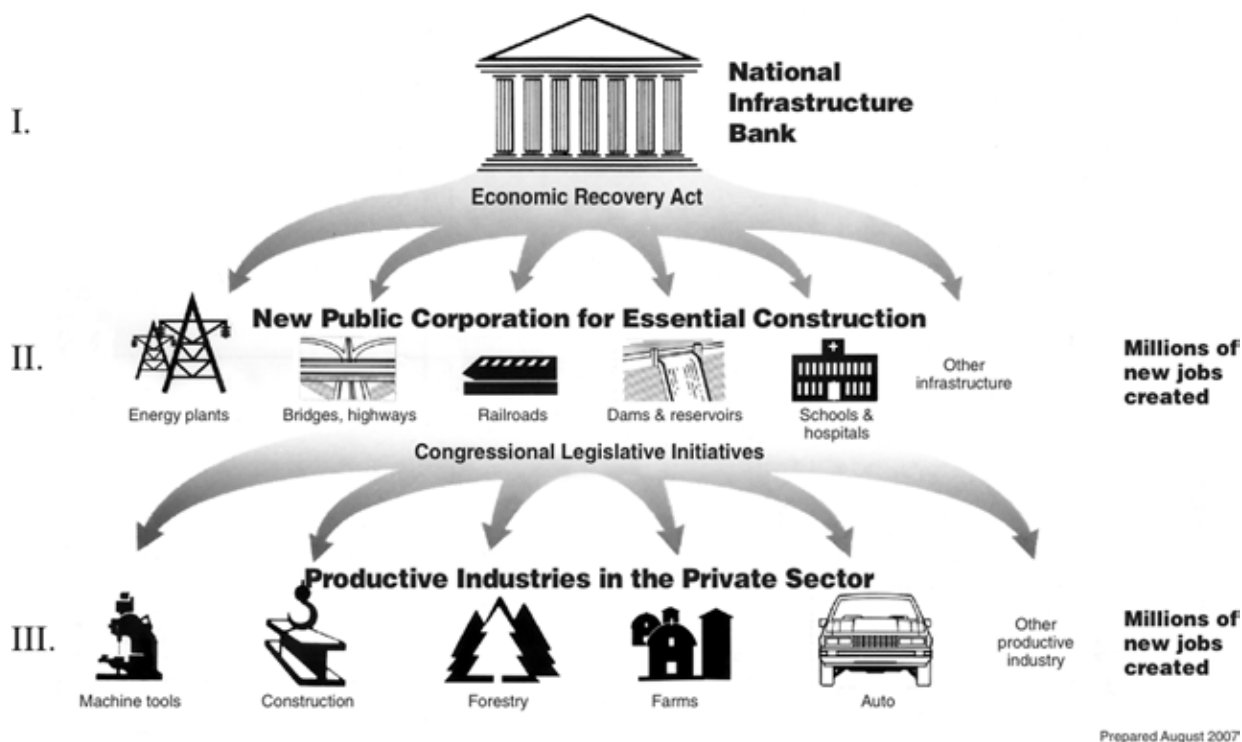 I.
National
Infrastructure
Bank
Economic Recovery Act
New Public Corporation for Essential Construction
II.
Energy plants
Bridges, highways
Railroads
Dams & reservoirs
Schools &
hospitals
Other
infrastructure
Millions of
new jobs
created
Congressional Legislative Initiatives
Productive Industries in the Private Sector
III.
Machine tools
Construction
Forestry
Farms
Auto
Other
productive
industry
Millions of
new jobs
created
Prepared August 2007